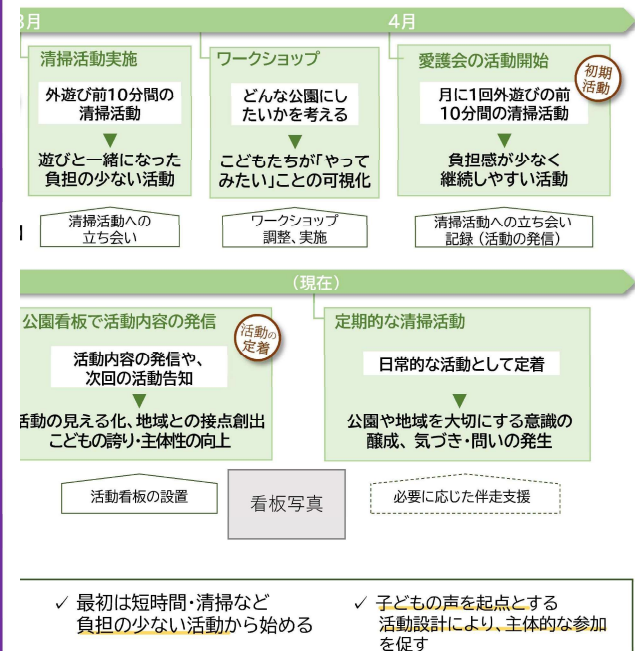 3月
4月
清掃活動実施
外遊び前10分間の
清掃活動
▼
遊びと一緒になった
負担の少ない活動
清掃活動への
立ち会い
ワークショップ
どんな公園にし
たいかを考える
▼
こどもたちが「やって
みたい」ことの可視化
ワークショップ
調整、実施
愛護会の活動開始
初期
活動
月に1回外遊びの前
10分間の清掃活動
▼
負担感が少なく
継続しやすい活動
清掃活動への立ち会い
記録（活動の発信）
（現在）
公園看板で活動内容の発信
活動の
定着
活動内容の発信や、
次回の活動告知
▼
活動の見える化、地域との接点創出
こどもの誇り・主体性の向上
活動看板の設置
看板写真
定期的な清掃活動
日常的な活動として定着
▼
公園や地域を大切にする意識の
醸成、気づき・問いの発生
必要に応じた伴走支援
✓ 最初は短時間・清掃など
負担の少ない活動から始める
✓ 子どもの声を起点とする
活動設計により、主体的な参加
を促す